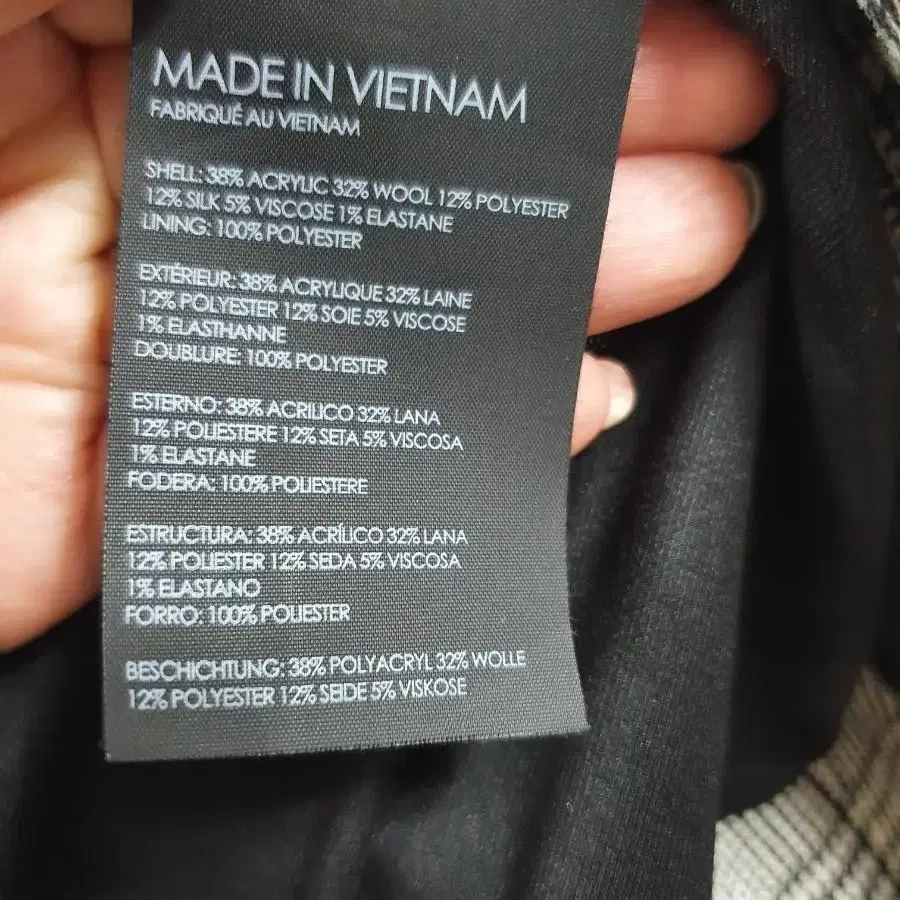 MADE IN VIETNAM
FABRIQUÉ AU VIETNAM
SHELL: 38% ACRYLIC 32% WOOL 12% POLYESTER
12% SILK 5% VISCOSE 1% ELASTANE
LINING: 100% POLYESTER
EXTÉRIEUR: 38% ACRYLIQUE 32% LAINE
12% POLYESTER 12% SOIE 5% VISCOSE
1% ELASTHANNE
DOUBLURE: 100% POLYESTER
ESTERNO: 38% ACRILICO 32% LANA
12% POLIESTERE 12% SETA 5% VISCOSA
1% ELASTANE
FODERA: 100% POLIESTERE
ESTRUCTURA: 38% ACRÍLICO 32% LANA
12% POLIESTER 12% SEDA 5% VISCOSA
1% ELASTANO
FORRO: 100% POLIESTER
BESCHICHTUNG: 38% POLYACRYL 32% WOLLE
12% POLYESTER 12% SEIDE 5% VISKOSE